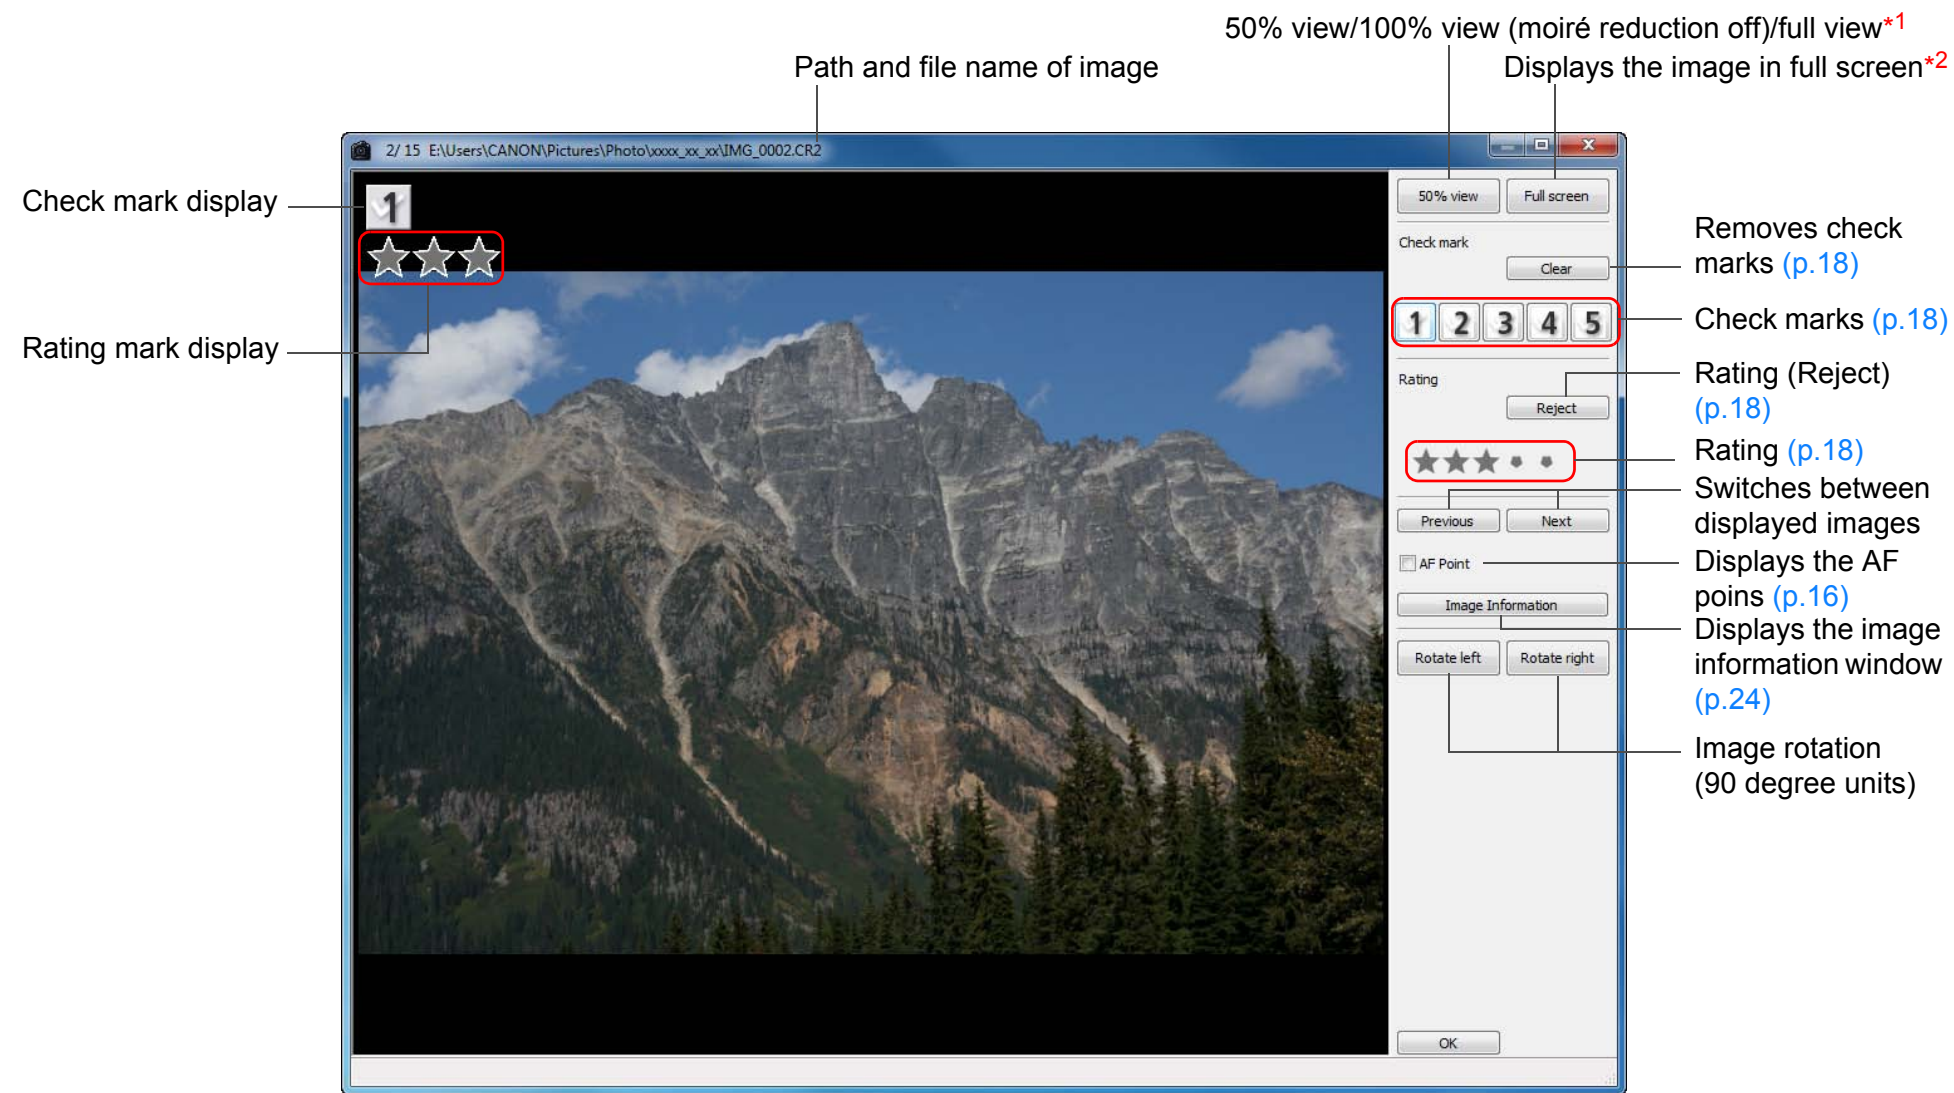 50% view/100% view (moiré reduction off)/full view*1
Path and file name of image
Displays the image in full screen*2
2/ 15 E:\Users\CANON\Pictures\Photo\xxxx_xx_xx\IMG_0002.CR2
Check mark display
1
Rating mark display
50% view
Full screen
Check mark
Clear
Removes check
marks (p.18)
1 2 3 4 5
Check marks (p.18)
Rating
Reject
Rating (Reject)
(p.18)
Rating (p.18)
Previous
Next
Switches between
displayed images
AF Point
Displays the AF
poins (p.16)
Image Information
Displays the image
information window
(p.24)
Rotate left
Rotate right
Image rotation
(90 degree units)
OK